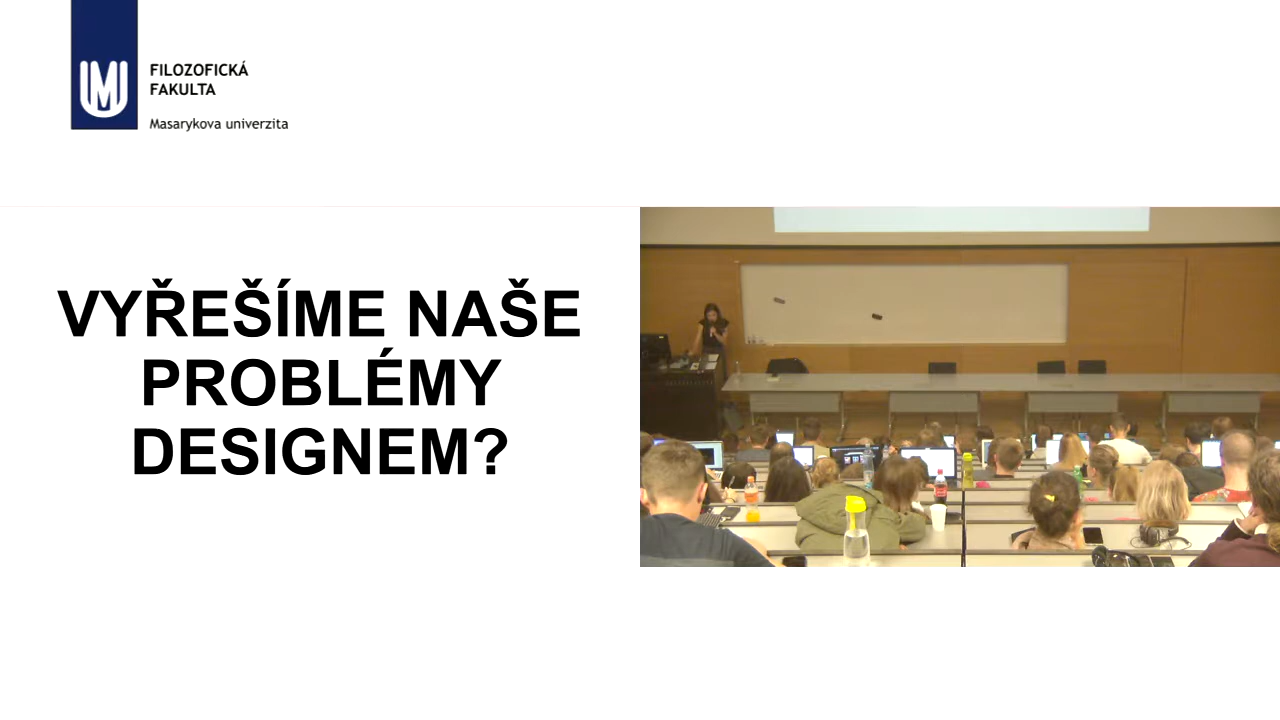 FILOZOFICKÁ
FAKULTA
Masarykova univerzita
VYŘEŠÍME NAŠE
PROBLÉMY
DESIGNEM?